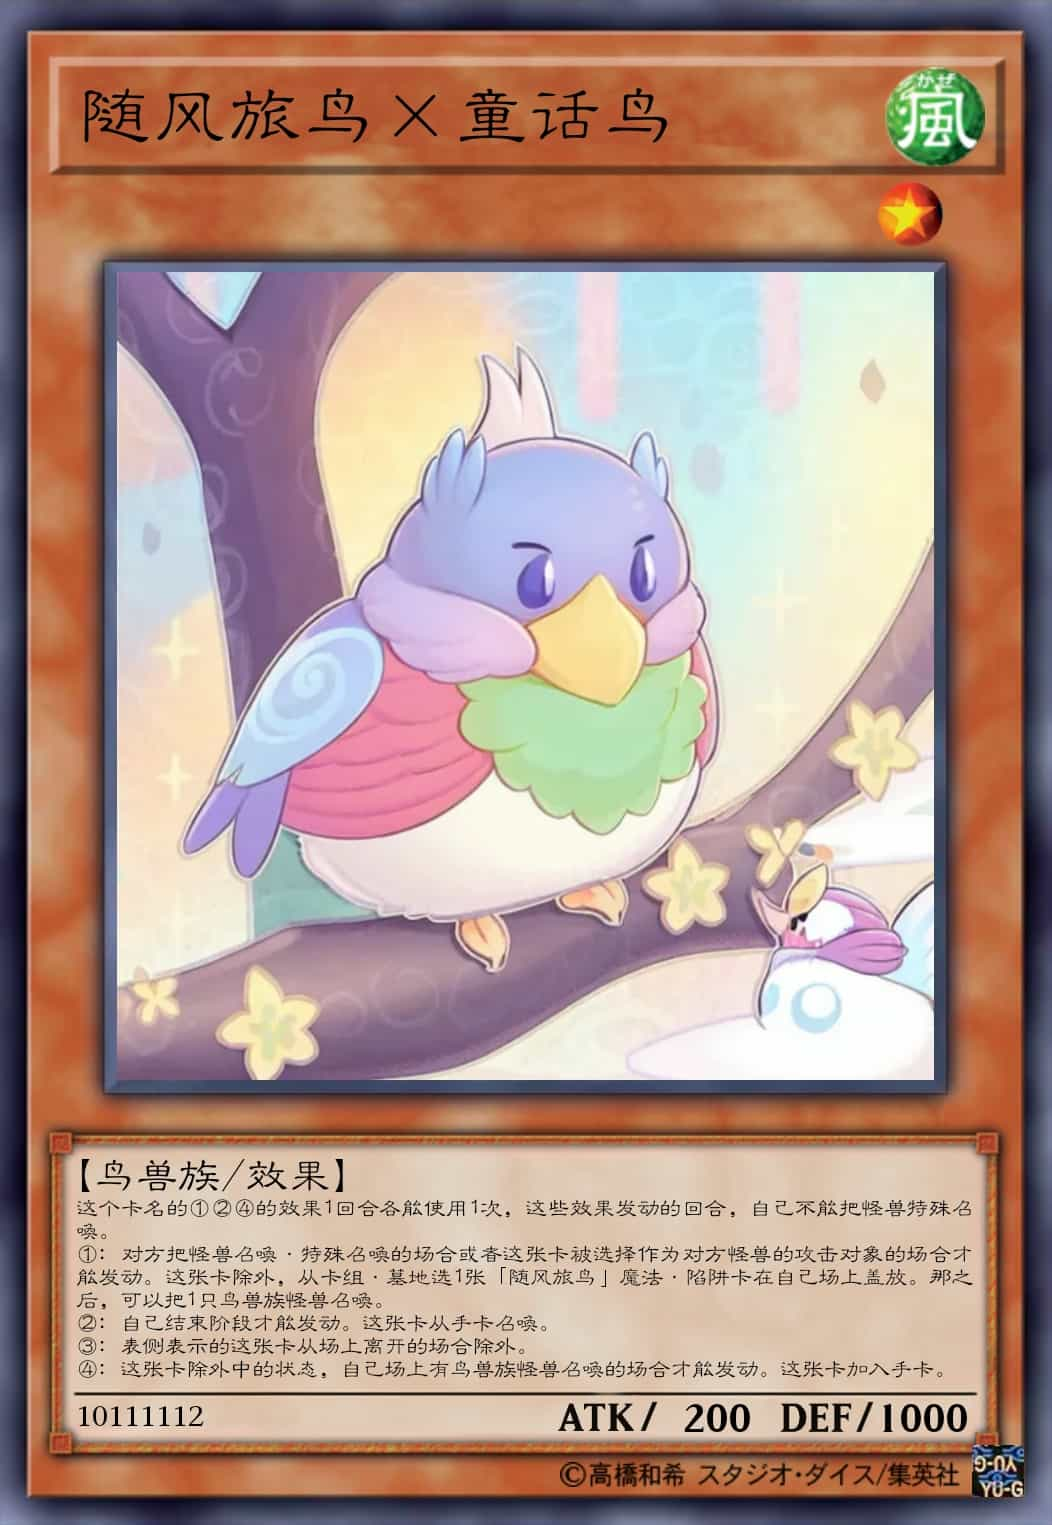 随风旅鸟×童话鸟
かぜ
風
【鸟兽族/效果】
这个卡名的①②④的效果1回合各能使用1次，这些效果发动的回合，自己不能把怪兽特殊召
唤。
①：对方把怪兽召唤·特殊召唤的场合或者这张卡被选择作为对方怪兽的攻击对象的场合才
能发动。这张卡除外，从卡组·墓地选1张「随风旅鸟」魔法·陷阱卡在自己场上盖放。那之
后，可以把1只鸟兽族怪兽召唤。
②：自己结束阶段才能发动。这张卡从手卡召唤。
③：表侧表示的这张卡从场上离开的场合除外。
④：这张卡除外中的状态，自己场上有鸟兽族怪兽召唤的场合才能发动。这张卡加入手卡。
10111112
ATK/ 200 DEF/1000
©高橋和希 スタジオ·ダイス/集英社
YU-G
YU-G